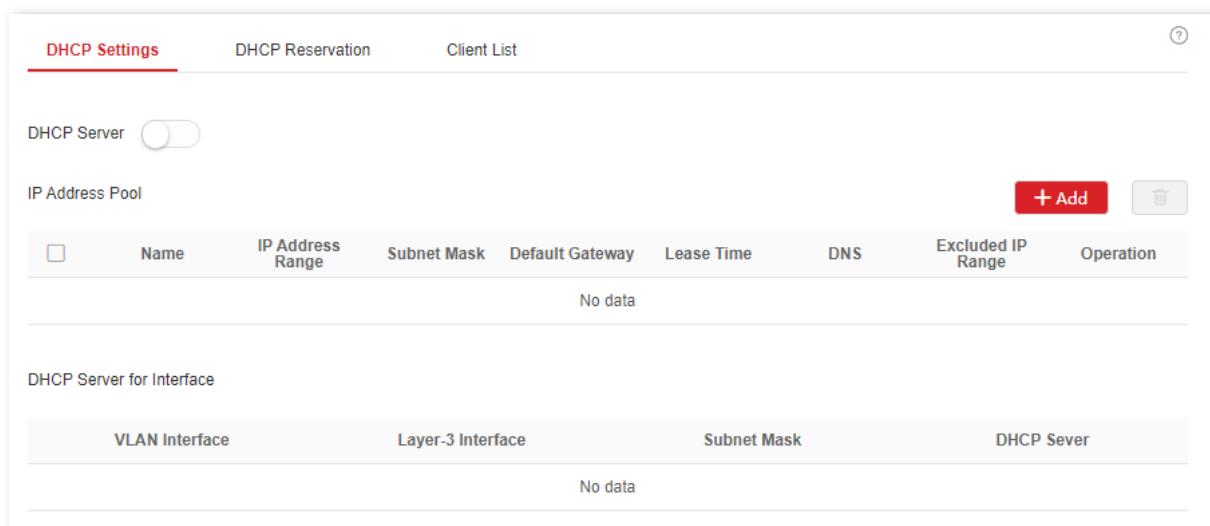 DHCP Settings DHCP Reservation Client List ?
DHCP Server
IP Address Pool + Add
Name IP Address Range Subnet Mask Default Gateway Lease Time DNS Excluded IP Range Operation
No data
DHCP Server for Interface
VLAN Interface Layer-3 Interface Subnet Mask DHCP Sever
No data